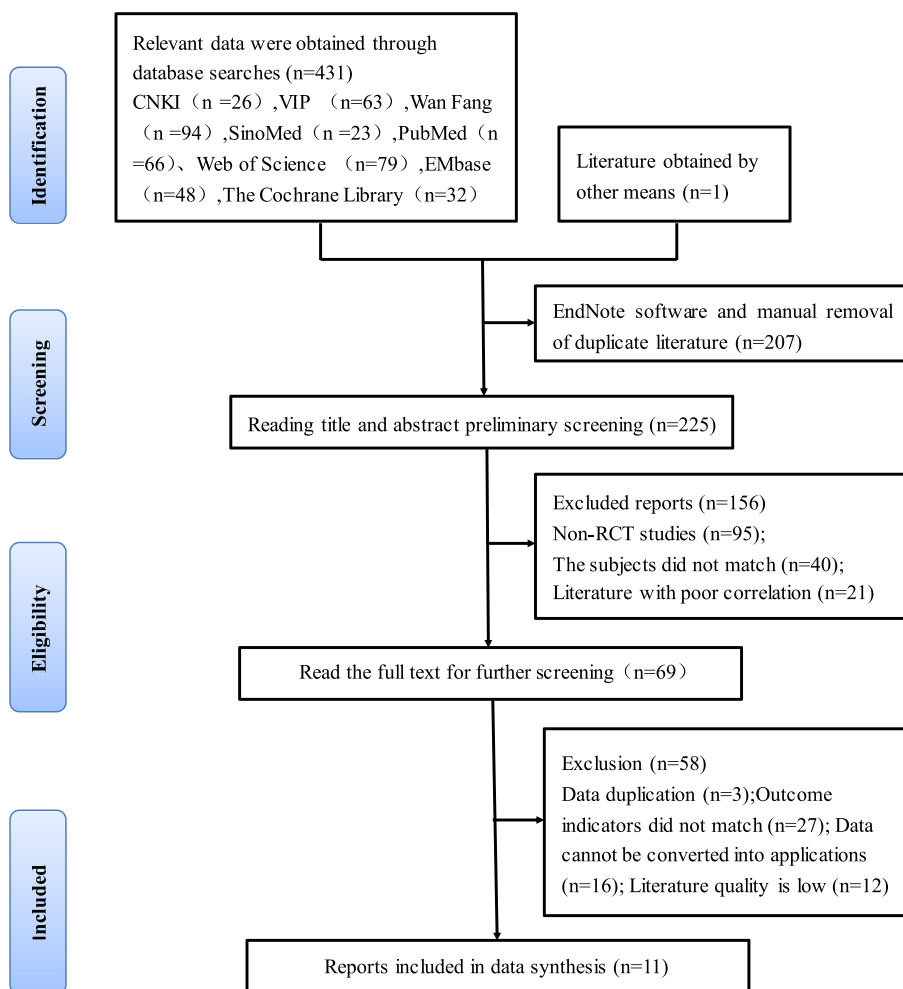 Identification
Relevant data were obtained through
database searches (n=431)
CNKI（n =26）,VIP （n=63）,Wan Fang
（n =94）,SinoMed（n =23）,PubMed（n
=66）、Web of Science （n=79）,EMbase
（n=48）,The Cochrane Library（n=32）
Literature obtained by
other means (n=1)
Screening
EndNote software and manual removal
of duplicate literature (n=207)
Reading title and abstract preliminary screening (n=225)
Eligibility
Excluded reports (n=156)
Non-RCT studies (n=95);
The subjects did not match (n=40);
Literature with poor correlation (n=21)
Read the full text for further screening（n=69）
Included
Exclusion (n=58)
Data duplication (n=3);Outcome
indicators did not match (n=27); Data
cannot be converted into applications
(n=16); Literature quality is low (n=12)
Reports included in data synthesis (n=11)